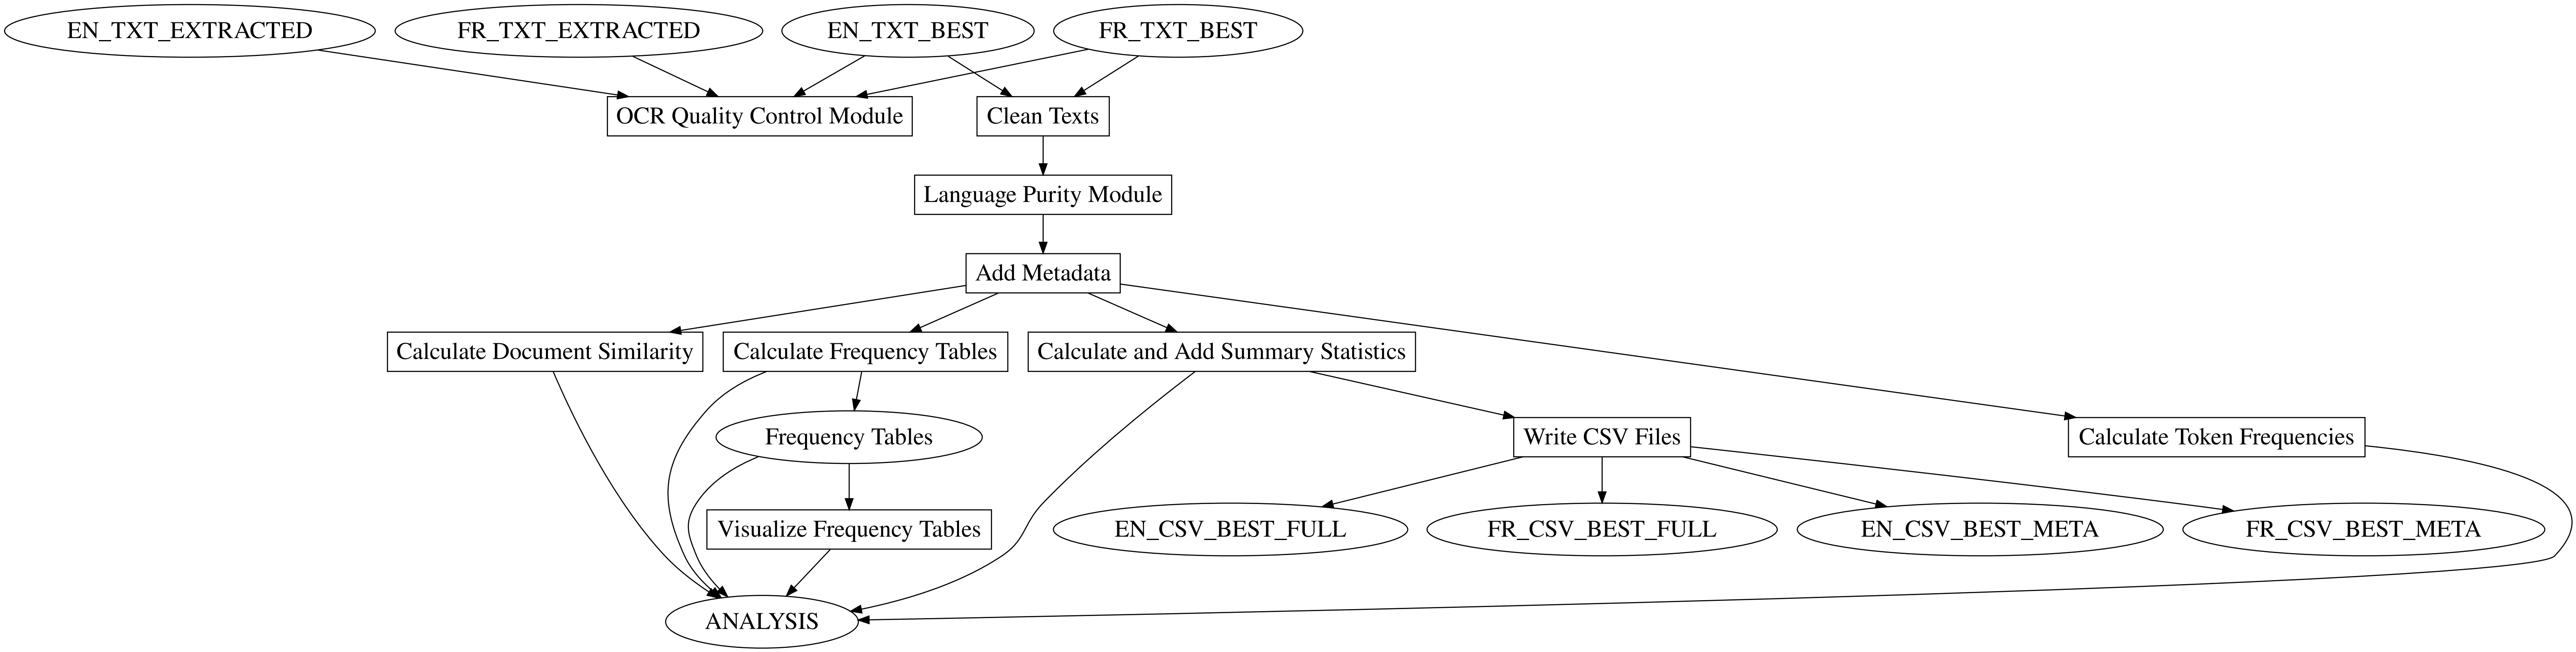 EN_TXT_EXTRACTED
FR_TXT_EXTRACTED
EN_TXT_BEST
FR_TXT_BEST
OCR Quality Control Module
Clean Texts
Language Purity Module
Add Metadata
Calculate Document Similarity
Calculate Frequency Tables
Calculate and Add Summary Statistics
Frequency Tables
Write CSV Files
Calculate Token Frequencies
Visualize Frequency Tables
EN_CSV_BEST_FULL
FR_CSV_BEST_FULL
EN_CSV_BEST_META
FR_CSV_BEST_META
ANALYSIS